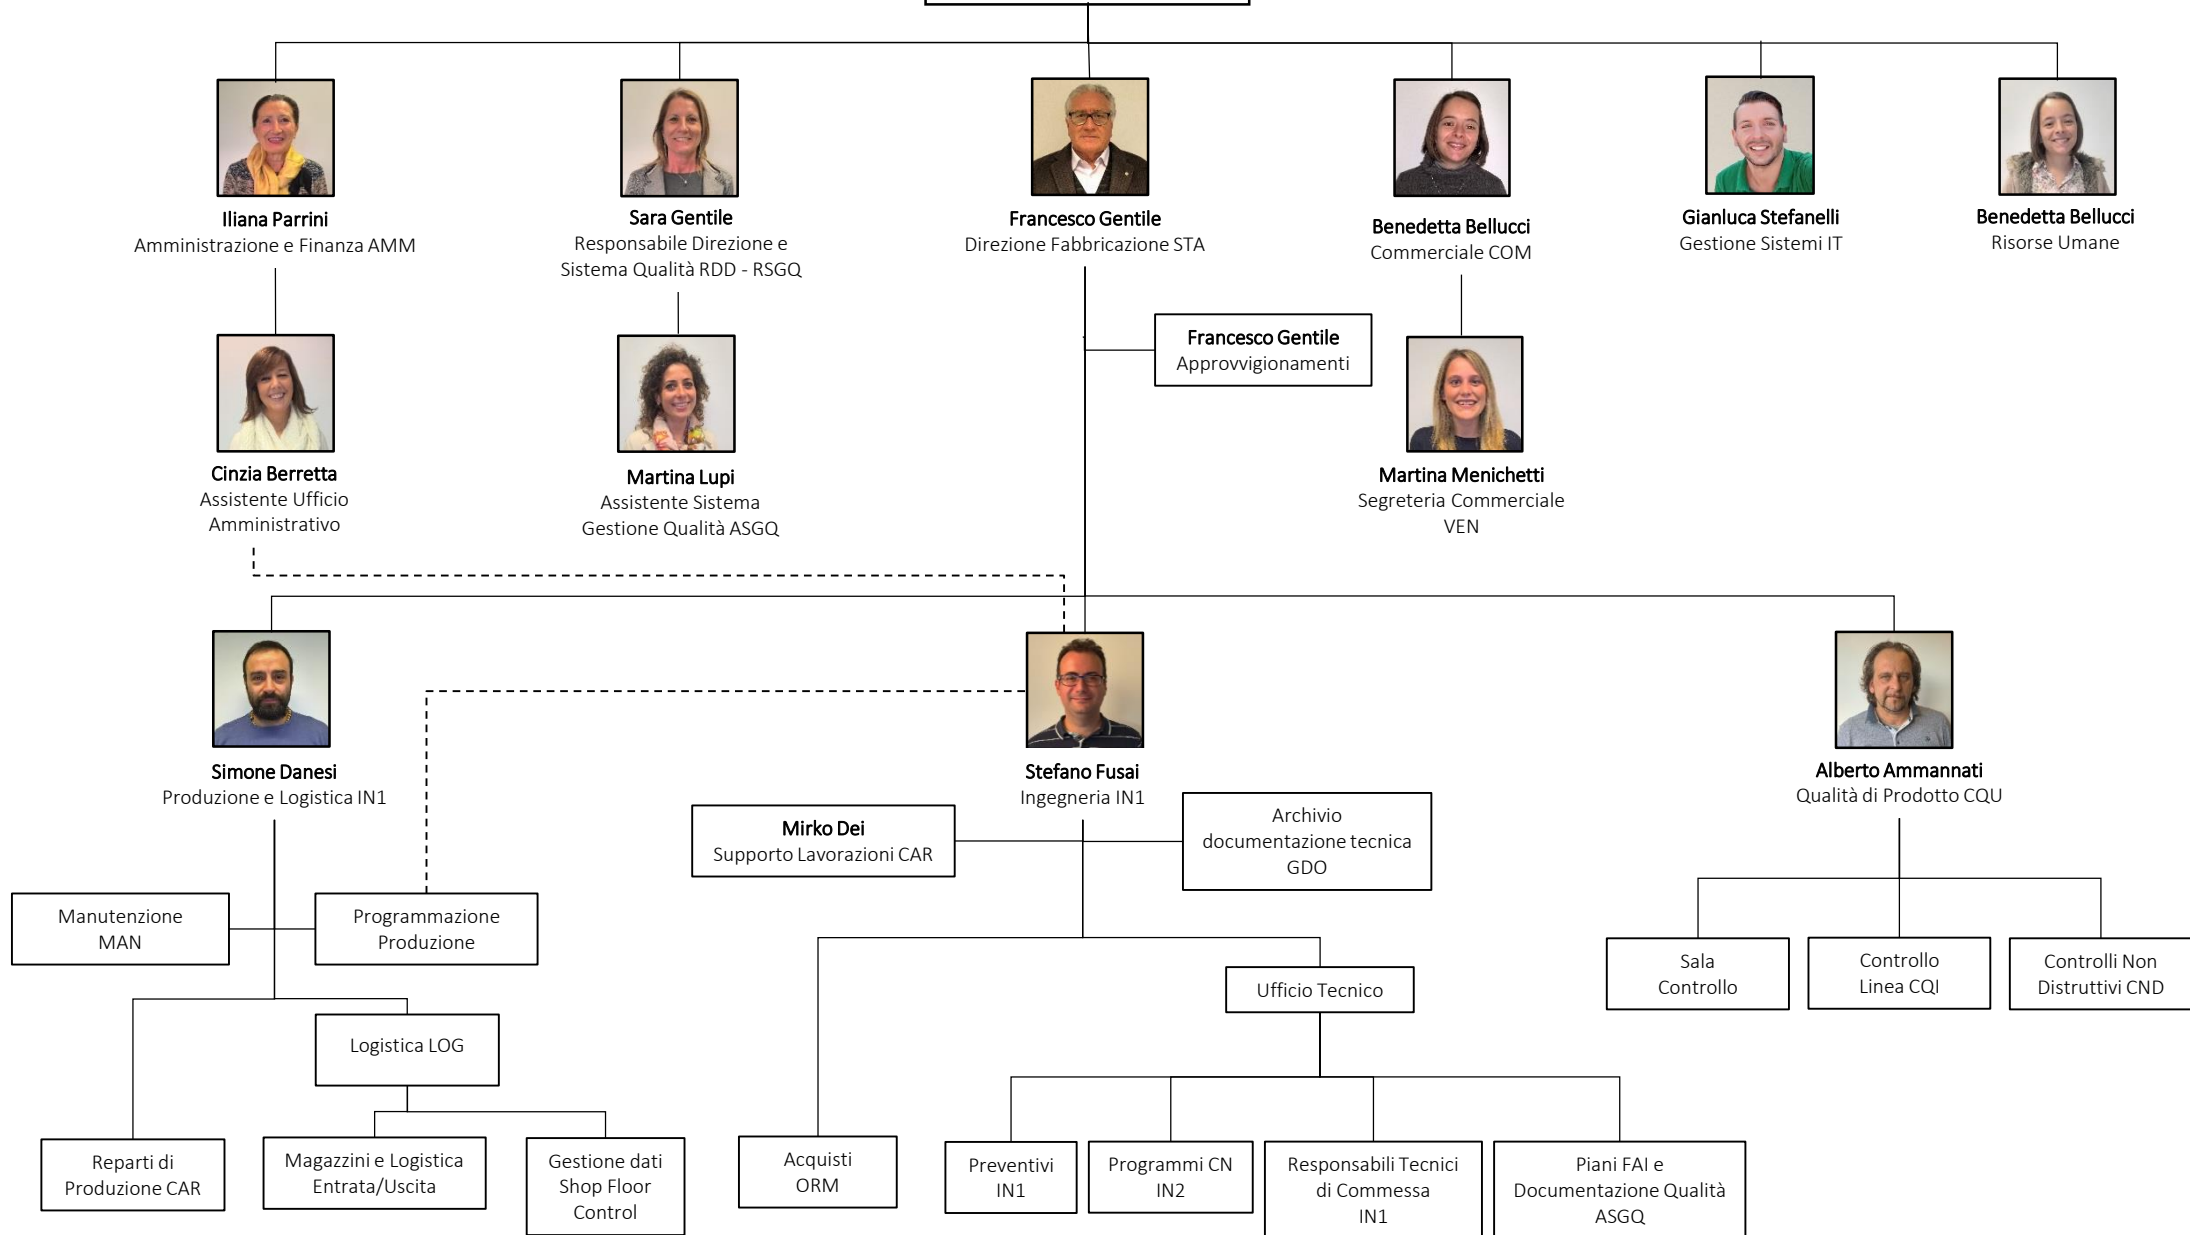 Iliana Parrini
Amministrazione e Finanza AMM
Sara Gentile
Responsabile Direzione e
Sistema Qualità RDD - RSGQ
Francesco Gentile
Direzione Fabbricazione STA
Benedetta Bellucci
Commerciale COM
Gianluca Stefanelli
Gestione Sistemi IT
Benedetta Bellucci
Risorse Umane
Francesco Gentile
Approvvigionamenti
Cinzia Berretta
Assistente Ufficio
Amministrativo
Martina Lupi
Assistente Sistema
Gestione Qualità ASGQ
Martina Menichetti
Segreteria Commerciale
VEN
Simone Danesi
Produzione e Logistica IN1
Stefano Fusai
Ingegneria IN1
Alberto Ammannati
Qualità di Prodotto CQU
Mirko Dei
Supporto Lavorazioni CAR
Archivio
documentazione tecnica
GDO
Manutenzione
MAN
Programmazione
Produzione
Sala
Controllo
Controllo
Linea CQI
Controlli Non
Distruttivi CND
Ufficio Tecnico
Logistica LOG
Reparti di
Produzione CAR
Magazzini e Logistica
Entrata/Uscita
Gestione dati
Shop Floor
Control
Acquisti
ORM
Preventivi
IN1
Programmi CN
IN2
Responsabili Tecnici
di Commessa
IN1
Piani FAI e
Documentazione Qualità
ASGQ